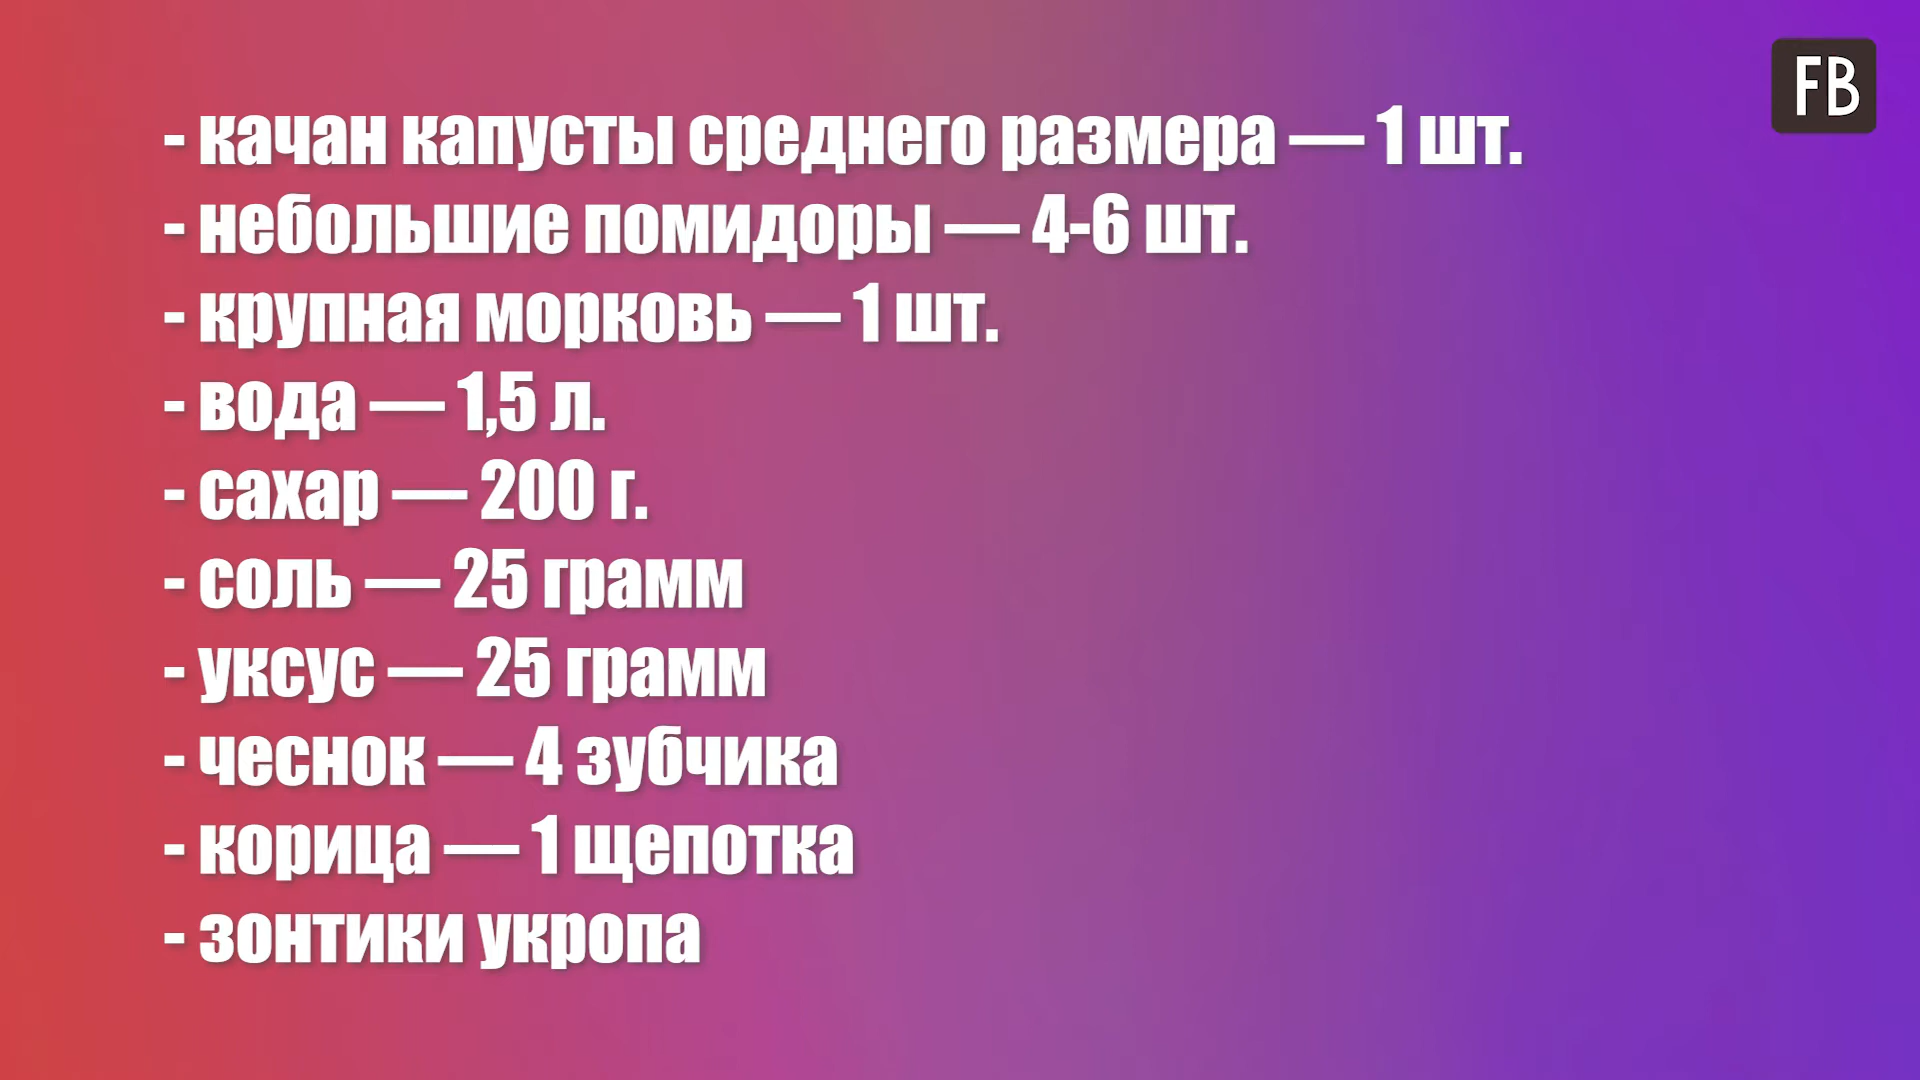 FB
- качан капусты среднего размера — 1 шт.
- небольшие помидоры — 4-6 шт.
- крупная морковь — 1 шт.
- вода — 1,5 л.
- сахар — 200 г.
- соль — 25 грамм
- уксус — 25 грамм
- чеснок — 4 зубчика
- корица — 1 щепотка
- зонтики укропа